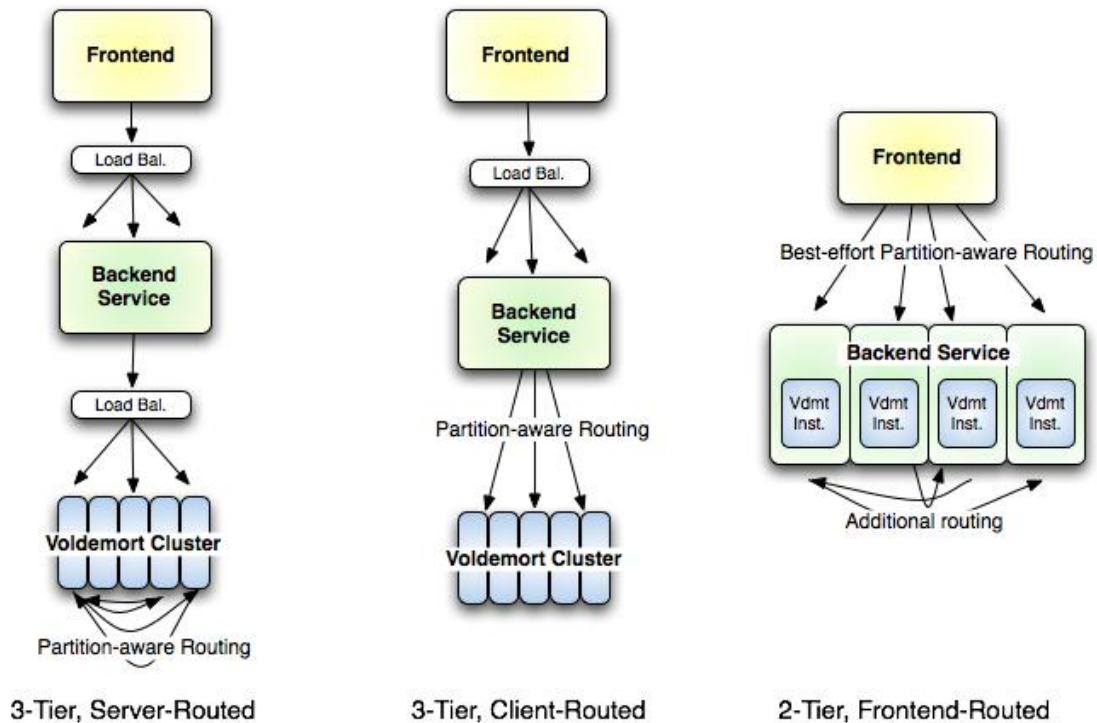 Frontend
Load Bal.
Backend
Service
Load Bal.
Voldemort Cluster
Partition-aware Routing
3-Tier, Server-Routed
Frontend
Load Bal.
Backend
Service
Partition-aware Routing
Voldemort Cluster
3-Tier, Client-Routed
Frontend
Best-effort Partition-aware Routing
Backend Service
Vdmt
Inst.
Vdmt
Inst.
Vdmt
Inst.
Vdmt
Inst.
Additional routing
2-Tier, Frontend-Routed